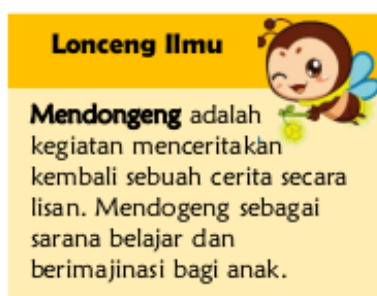 Lonceng Ilmu
Mendongeng adalah
kegiatan menceritakan
kembali sebuah cerita secara
lisan. Mendogeng sebagai
sarana belajar dan
berimajinasi bagi anak.